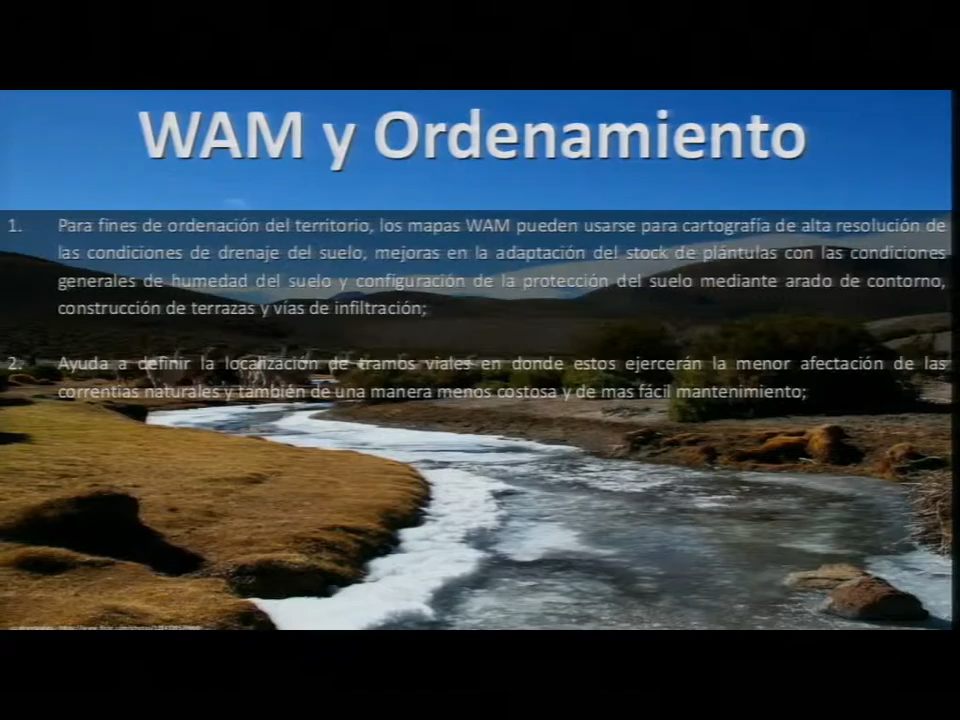 WAM y Ordenamiento
1. Para fines de ordenación del territorio, los mapas WAM pueden usarse para cartografía de alta resolución de
las condiciones de drenaje del suelo, mejoras en la adaptación del stock de plántulas con las condiciones
generales de humedad del suelo y configuración de la protección del suelo mediante arado de contorno,
construcción de terrazas y vías de infiltración;
2. Ayuda a definir la localización de tramos viales en donde estos ejercerán la menor afectación de las
correntías naturales y también de una manera menos costosa y de mas fácil mantenimiento;